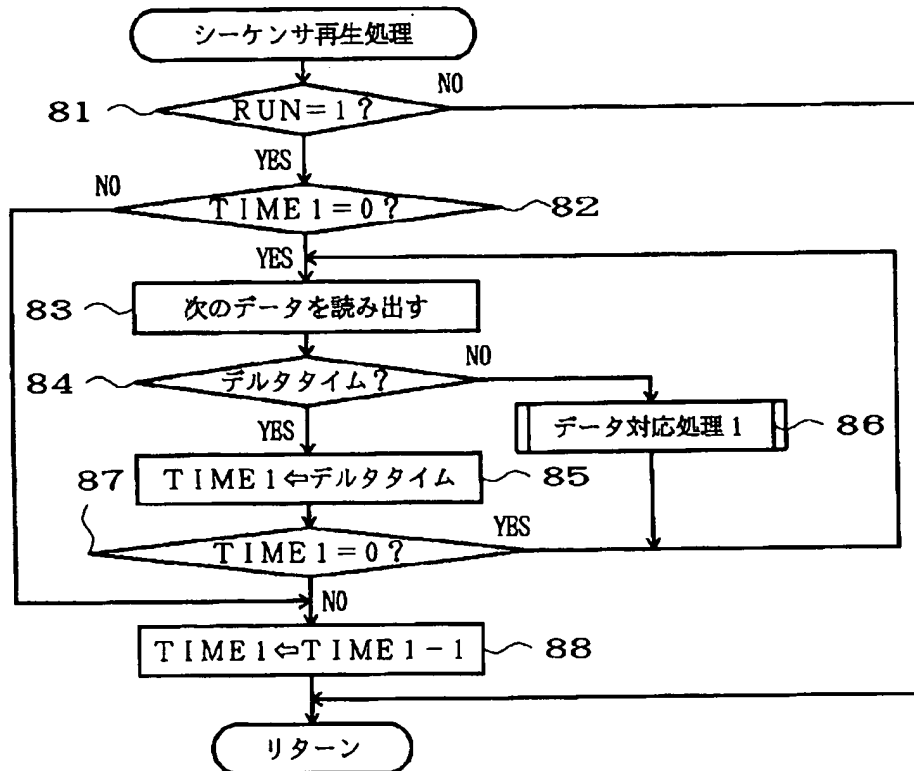 シーケンサ再生処理
NO
81
RUN=1?
YES
NO
TIME1=0?
82
YES
83
次のデータを読み出す
NO
84
デルタタイム?
YES
データ対応処理1
86
87
TIME1⇦デルタタイム
85
YES
TIME1=0?
NO
TIME1⇦TIME1-1
88
リターン